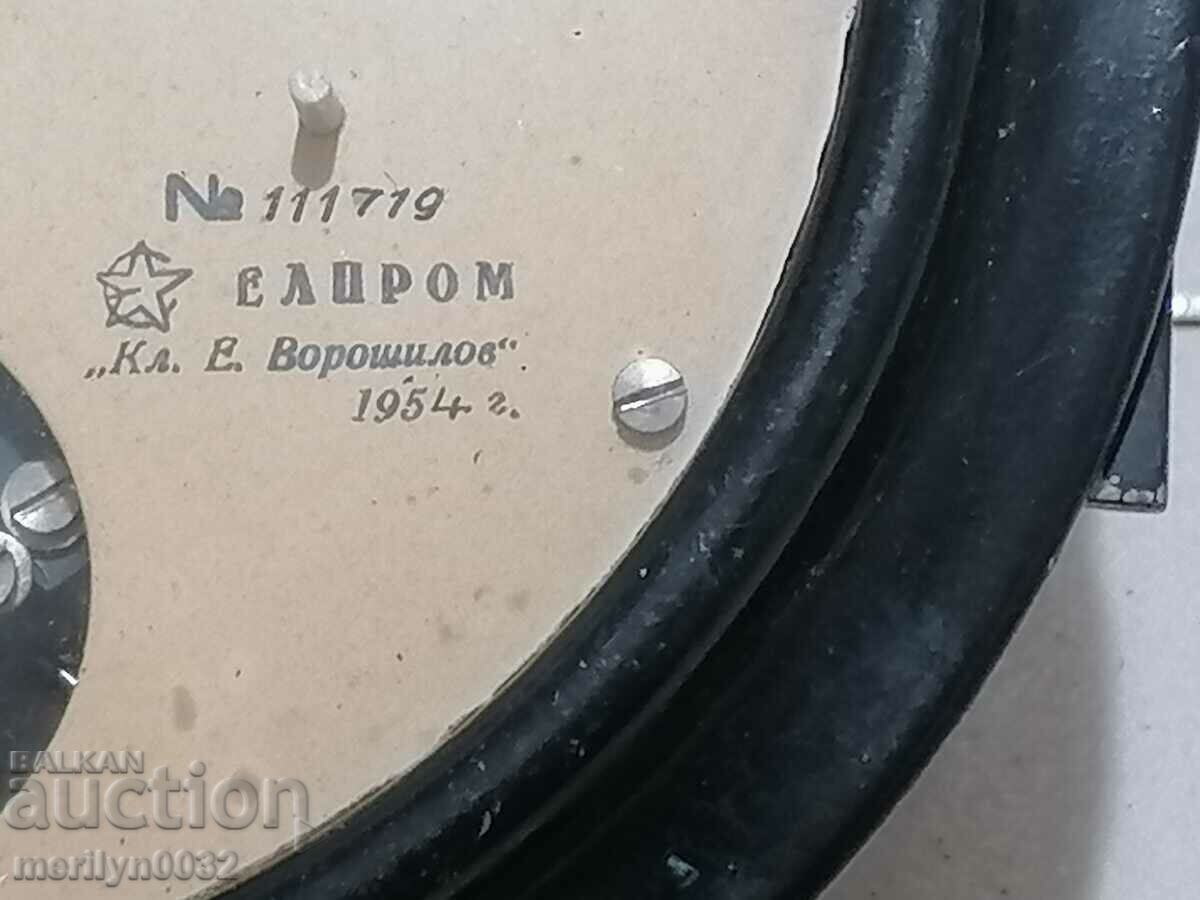 № 111719
ЕЛПРОМ
„Кл. Е. Ворошилов“.
1954 г.
BALKAN
auction
merilyn0032